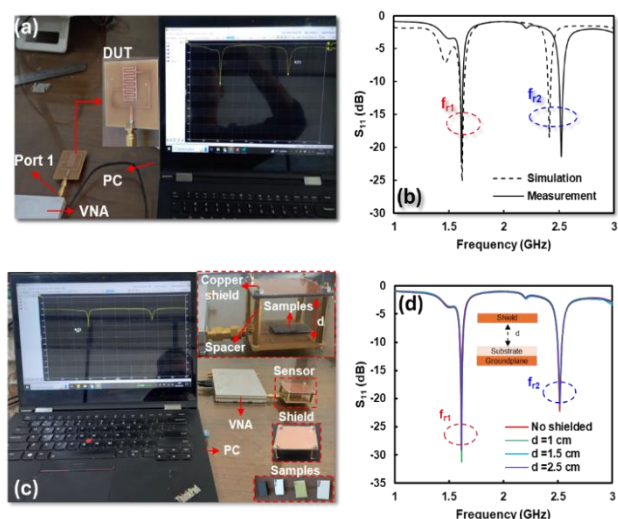 (a)
DUT
Port 1
PC
VNA
0
-5
-10
-15
-20
-25
-30
S11 (dB)
fr1
fr2
Simulation
Measurement
(b)
1
1.5
2
2.5
3
Frequency (GHz)
Copper
shield
Samples
d
Spacer
Sensor
VNA
Shield
PC
Samples
ThinkPad
(c)
0
-5
-10
-15
-20
-25
-30
-35
S11 (dB)
(d)
Shield
d
Substrate
Groundplane
fr1
fr2
No shielded
d =1 cm
d =1.5 cm
d =2.5 cm
1
1.5
2
2.5
3
Frequency (GHz)